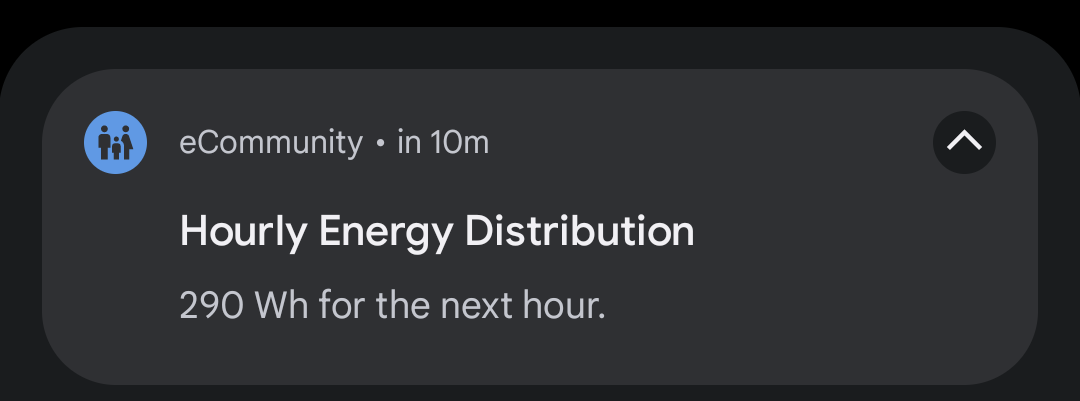 eCommunity • in 10m
Hourly Energy Distribution
290 Wh for the next hour.